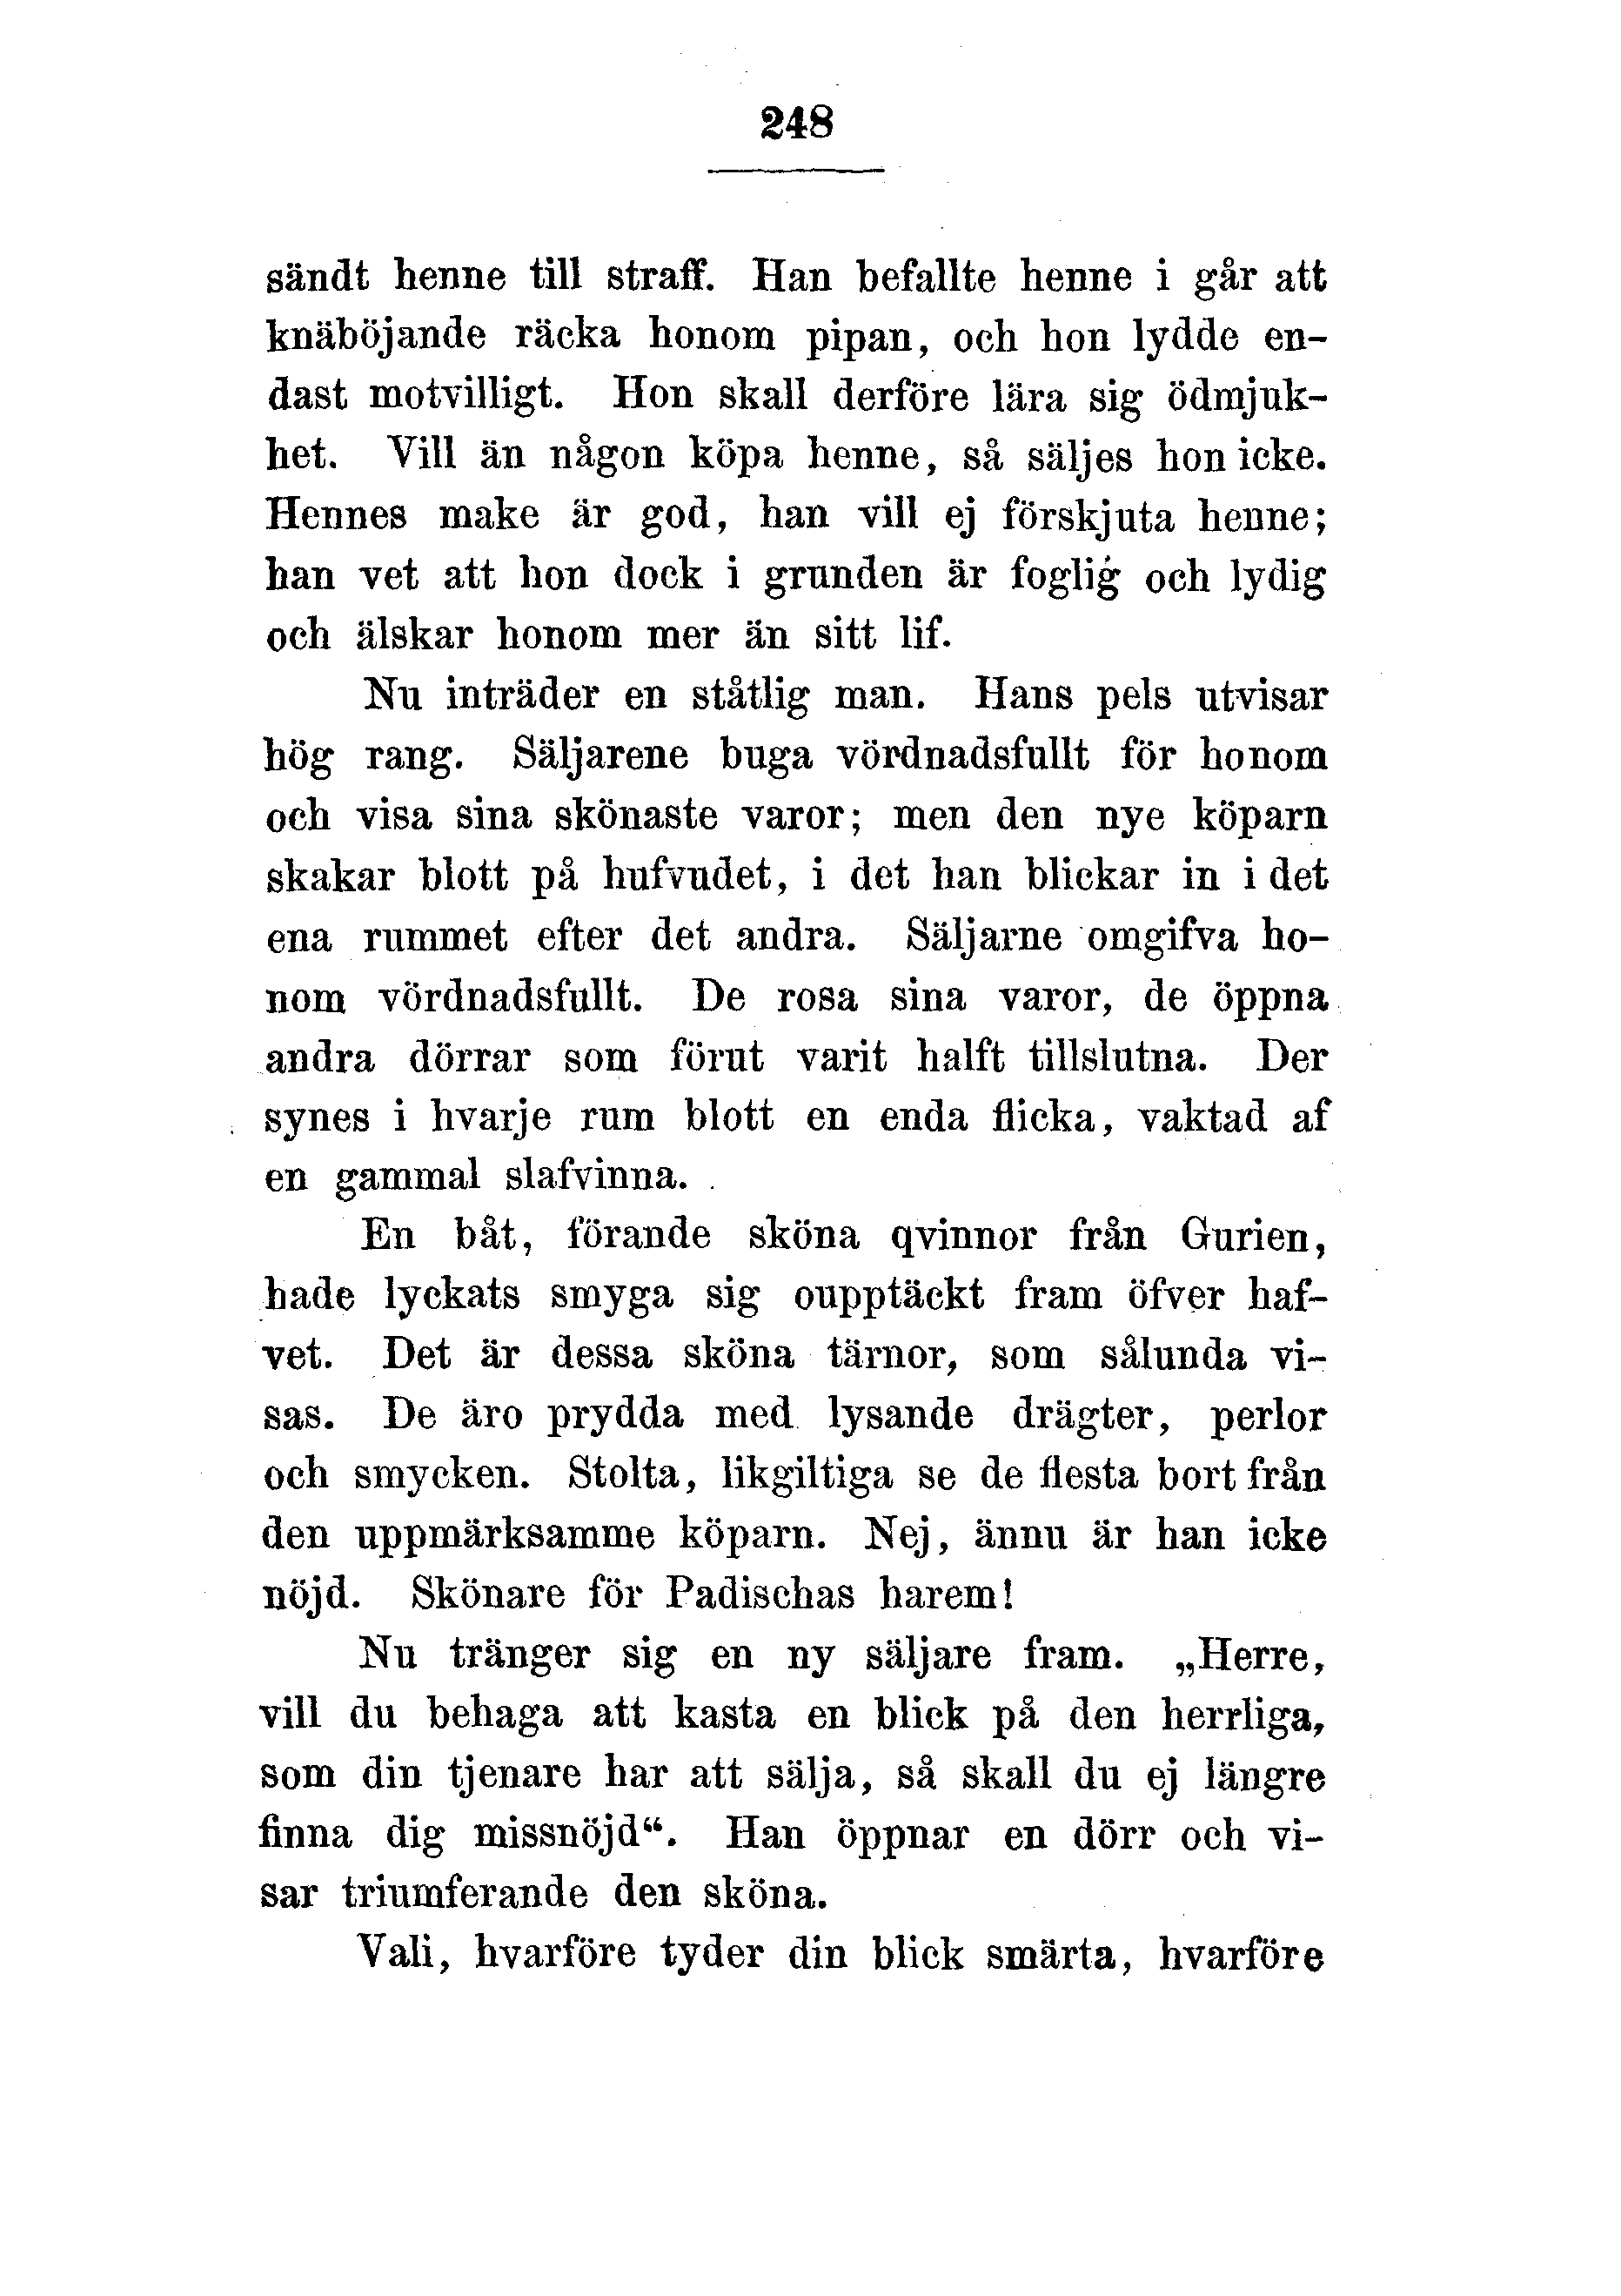 248
sändt henne till straff. Han befallte henne i går att
knäböjande räcka honom pipan, och hon lydde en-
dast motvilligt. Hon skall derföre lära sig ödmjuk-
het. Vill än någon köpa henne, så säljes hon icke.
Hennes make är god, han vill ej förskjuta henne;
han vet att hon dock i grunden är foglig och lydig
och älskar honom mer än sitt lif.
Nu inträder en ståtlig man. Hans pels utvisar
hög rang. Säljarene buga vördnadsfullt för honom
och visa sina skönaste varor; men den nye köparn
skakar blott på hufvudet, i det han blickar in i det
ena rummet efter det andra. Säljarne omgifva ho-
nom vördnadsfullt. De rosa sina varor, de öppna
andra dörrar som förut varit halft tillslutna. Der
synes i hvarje rum blott en enda flicka, vaktad af
en gammal slafvinna.
En båt, förande sköna qvinnor från Gurien,
hade lyckats smyga sig oupptäckt fram öfver haf-
vet. Det är dessa sköna tärnor, som sålunda vi-
sas. De äro prydda med lysande drägter, perlor
och smycken. Stolta, likgiltiga se de flesta bort från
den uppmärksamme köparn. Nej, ännu är han icke
nöjd. Skönare för Padischas harem!
Nu tränger sig en ny säljare fram. „Herre,
vill du behaga att kasta en blick på den herrliga,
som din tjenare har att sälja, så skall du ej längre
finna dig missnöjd“. Han öppnar en dörr och vi-
sar triumferande den sköna.
Vali, hvarföre tyder din blick smärta, hvarföre